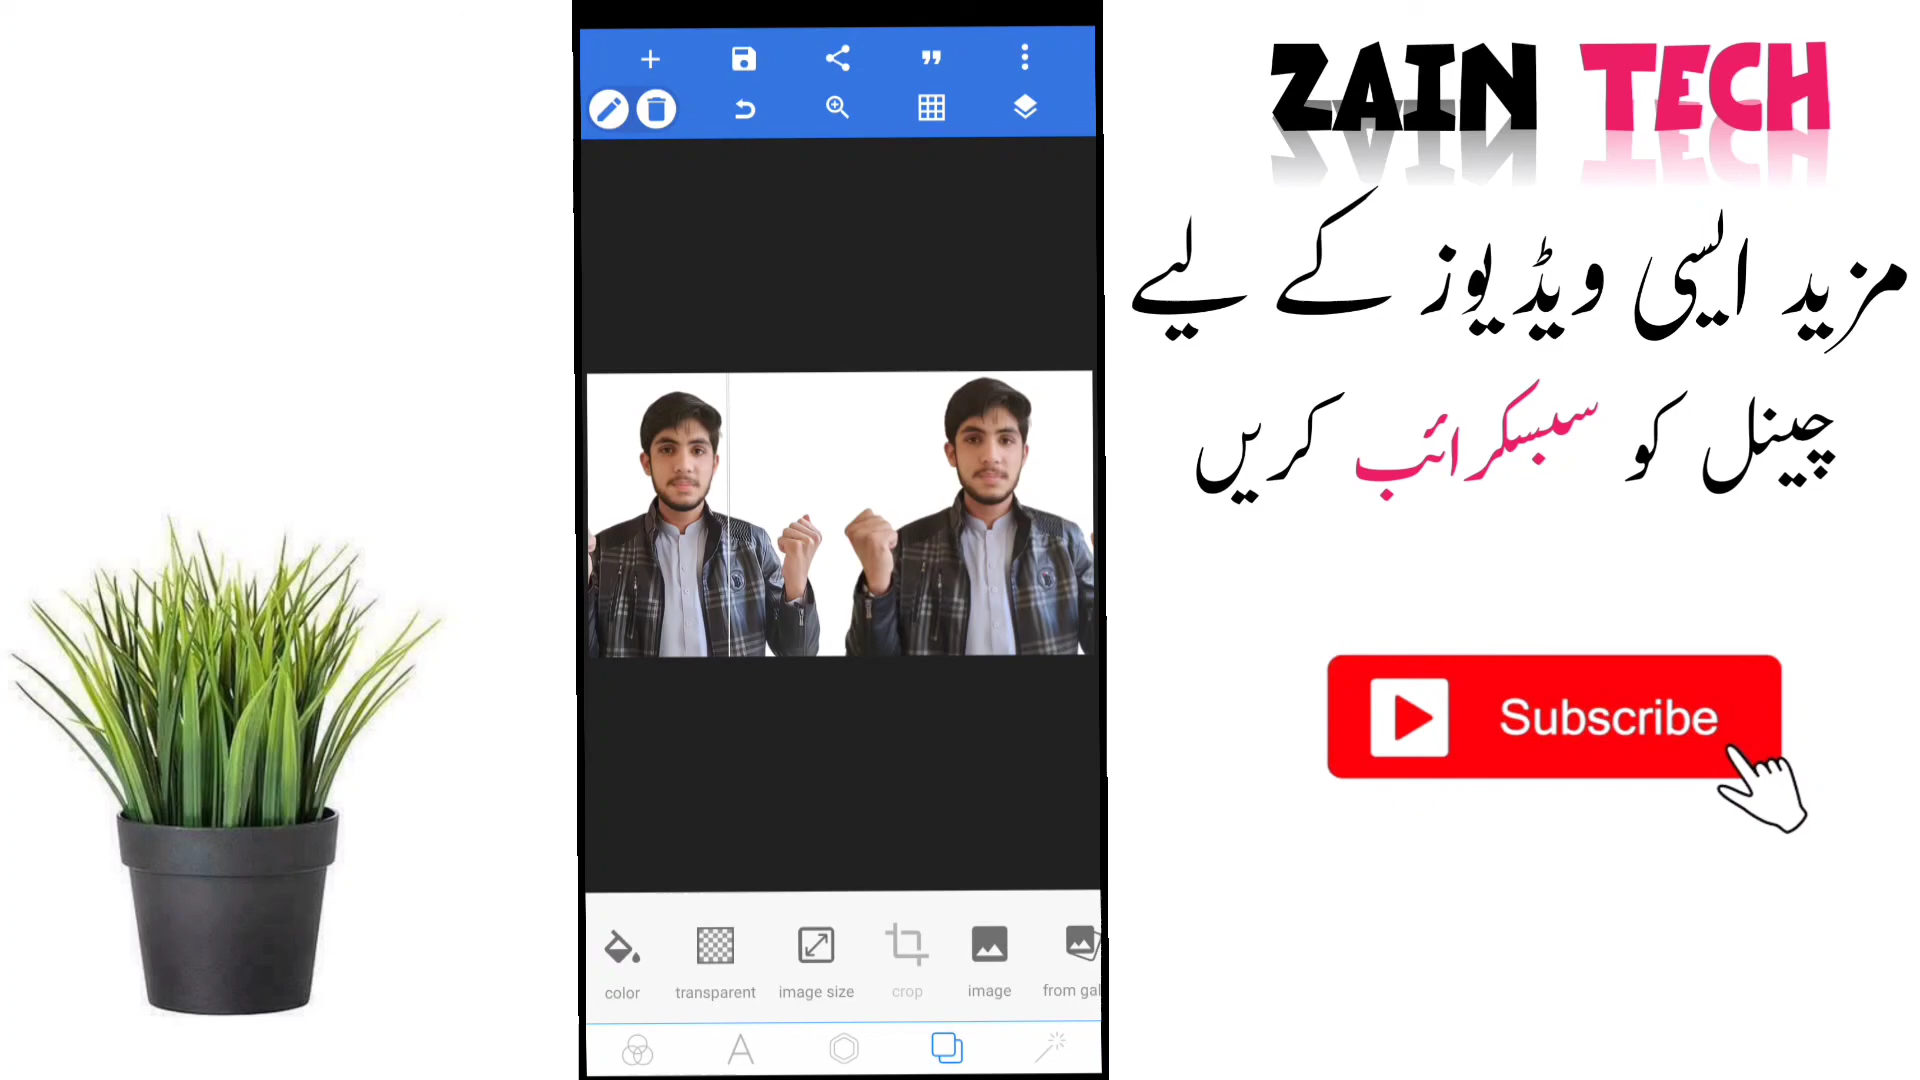 ZAIN TECH
مزید ایسی ویڈیوز کے لیے
چینل کو سبسکرائب کریں
Subscribe
color transparent image size crop image from gal